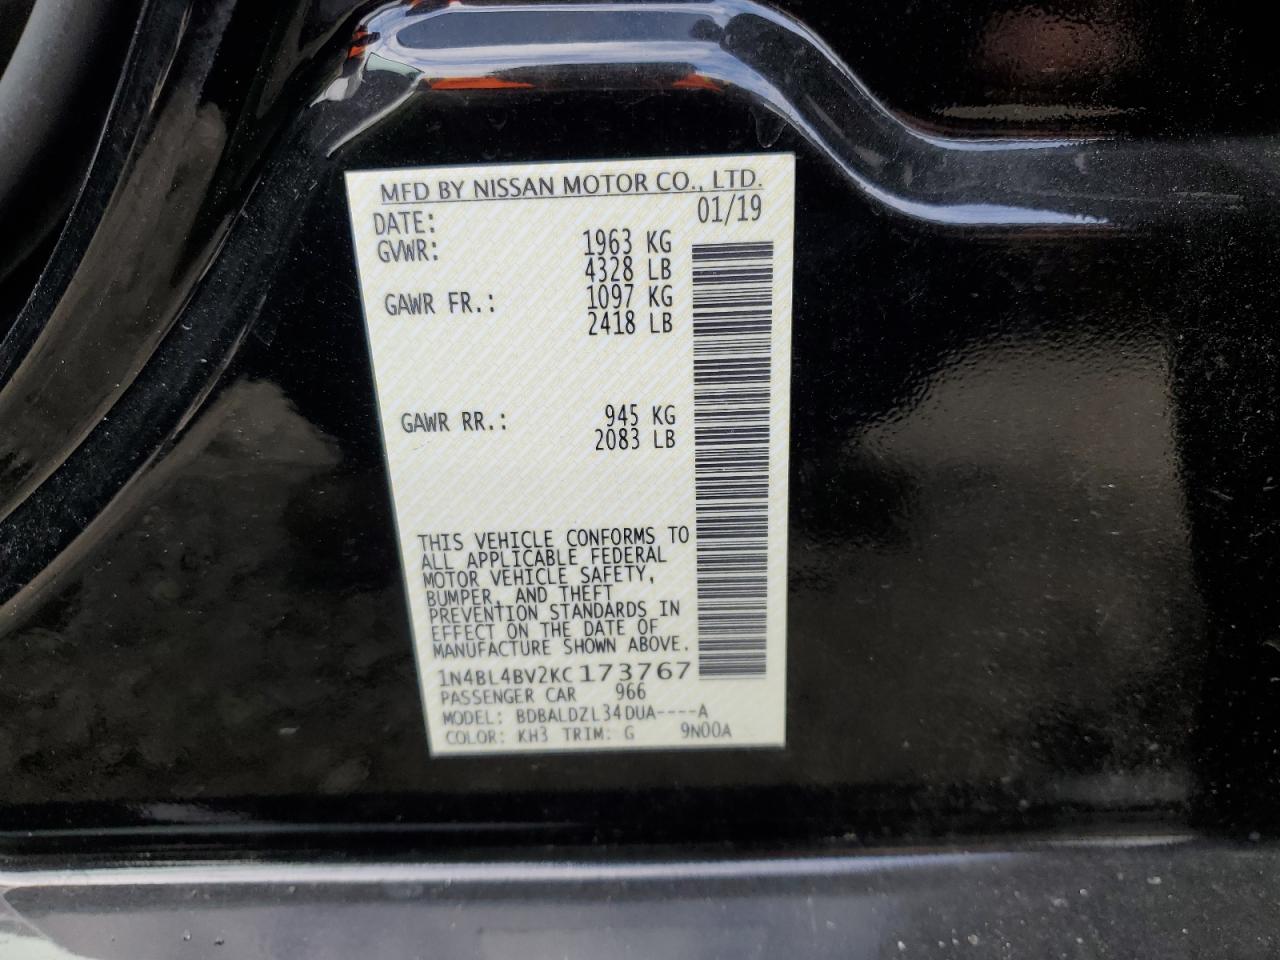 MFD BY NISSAN MOTOR CO., LTD.
DATE: 01/19
GVWR: 1963 KG
4328 LB
GAWR FR.: 1097 KG
2418 LB
GAWR RR.: 945 KG
2083 LB
THIS VEHICLE CONFORMS TO
ALL APPLICABLE FEDERAL
MOTOR VEHICLE SAFETY,
BUMPER, AND THEFT
PREVENTION STANDARDS IN
EFFECT ON THE DATE OF
MANUFACTURE SHOWN ABOVE.
1N4BL4BV2KC173767
PASSENGER CAR 966
MODEL: BDBALDZL34DUA----A
COLOR: KH3 TRIM: G 9N00A